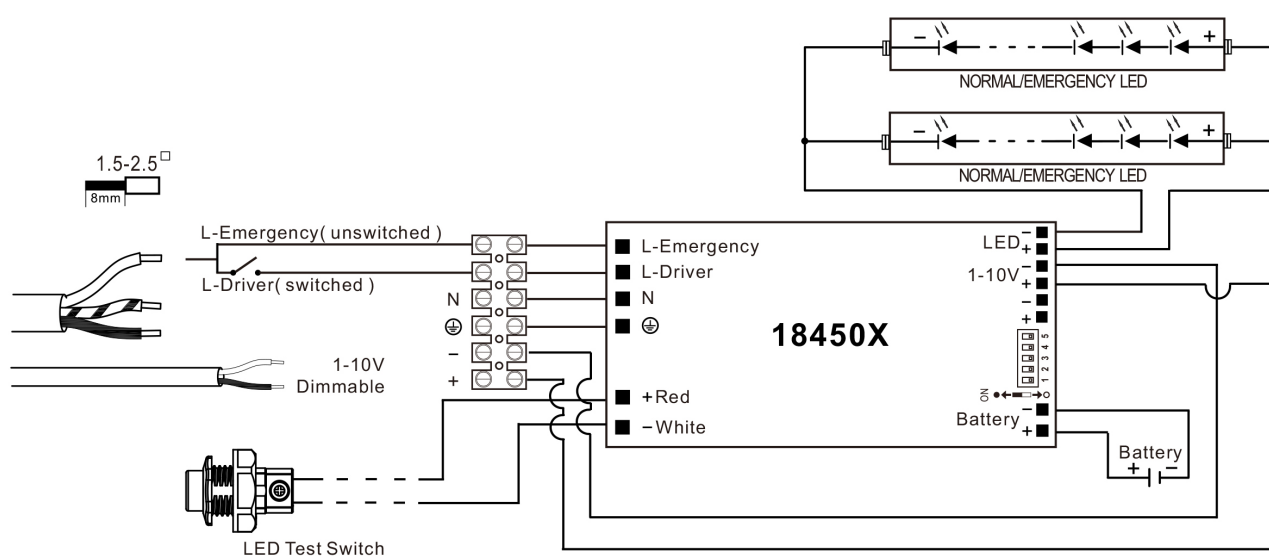 − +
NORMAL/EMERGENCY LED
− +
NORMAL/EMERGENCY LED
1.5-2.5□
8mm
L-Emergency( unswitched )
L-Driver( switched )
N
−
+
1-10V
Dimmable
L-Emergency
L-Driver
N
+Red
−White
18450X
LED
−
+
1-10V
−
+
−
+
1 2 3 4 5
ON
Battery
−
+
Battery
+ −
LED Test Switch